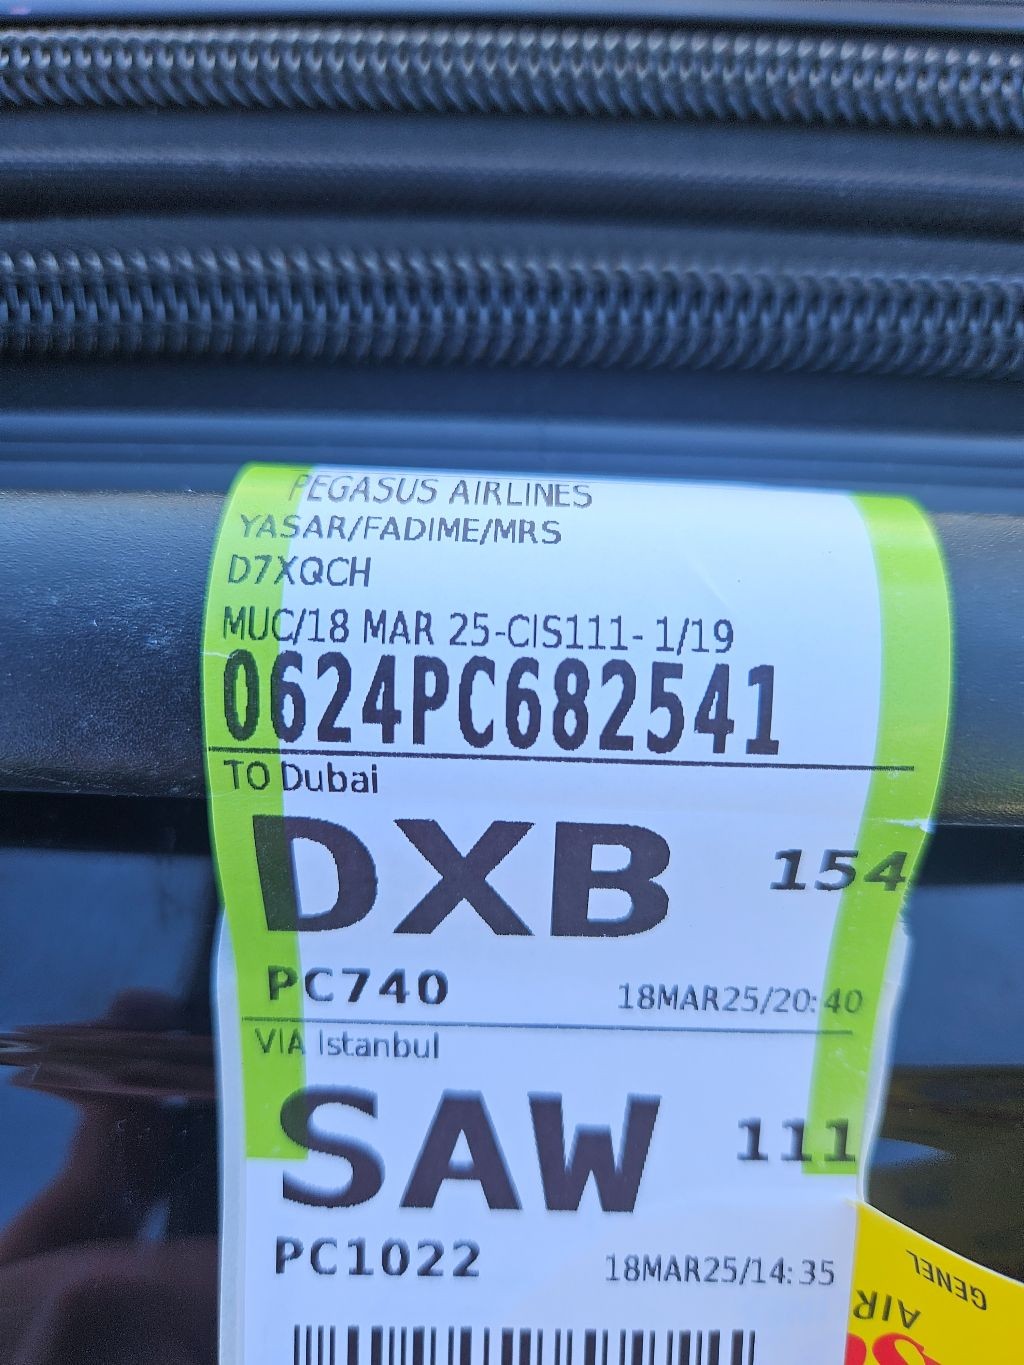 PEGASUS AIRLINES
YASAR/FADIME/MRS
D7XQCH
MUC/18 MAR 25-CIS111- 1/19
0624PC682541
TO Dubai
DXB 154
PC740 18MAR25/20:40
VIA Istanbul
SAW 111
PC1022 18MAR25/14:35
GENEL
AIR